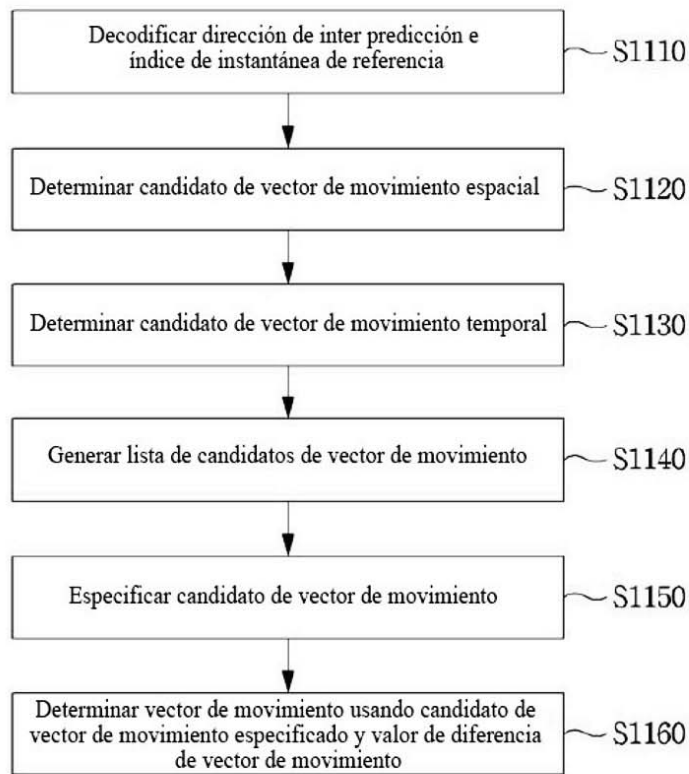 Decodificar dirección de inter predicción e
índice de instantánea de referencia
S1110
Determinar candidato de vector de movimiento espacial
S1120
Determinar candidato de vector de movimiento temporal
S1130
Generar lista de candidatos de vector de movimiento
S1140
Especificar candidato de vector de movimiento
S1150
Determinar vector de movimiento usando candidato de
vector de movimiento especificado y valor de diferencia
de vector de movimiento
S1160